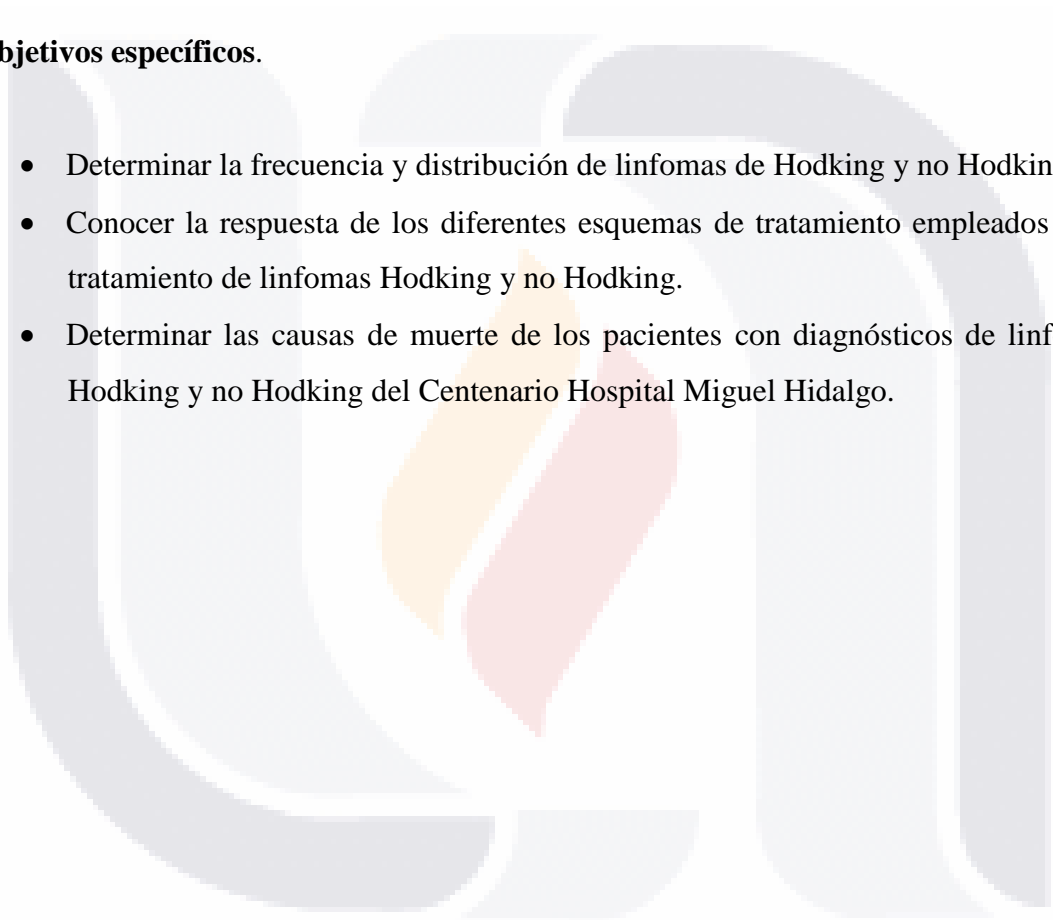 bjetivos específicos.
• Determinar la frecuencia y distribución de linfomas de Hodking y no Hodkin
• Conocer la respuesta de los diferentes esquemas de tratamiento empleados
tratamiento de linfomas Hodking y no Hodking.
• Determinar las causas de muerte de los pacientes con diagnósticos de linf
Hodking y no Hodking del Centenario Hospital Miguel Hidalgo.